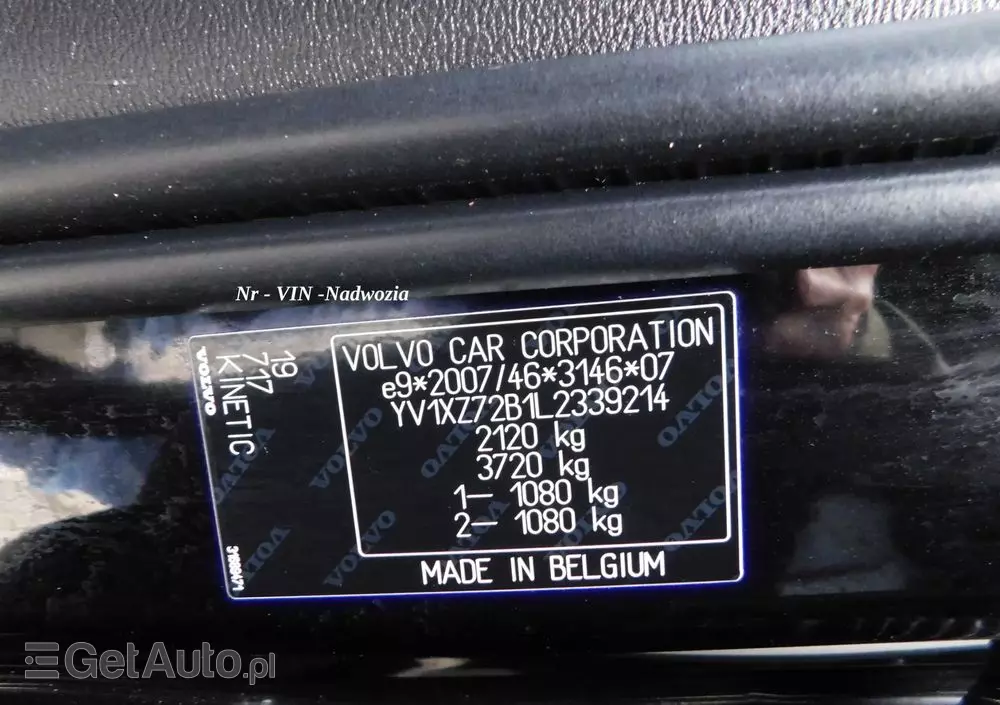 Nr - VIN -Nadwozia
VOLVO
19
717
KINETIC
31669471
VOLVO CAR CORPORATION
e9*2007/46*3146*07
YV1XZ72B1L2339214
2120 kg
3720 kg
1– 1080 kg
2– 1080 kg
MADE IN BELGIUM
GetAuto.pl